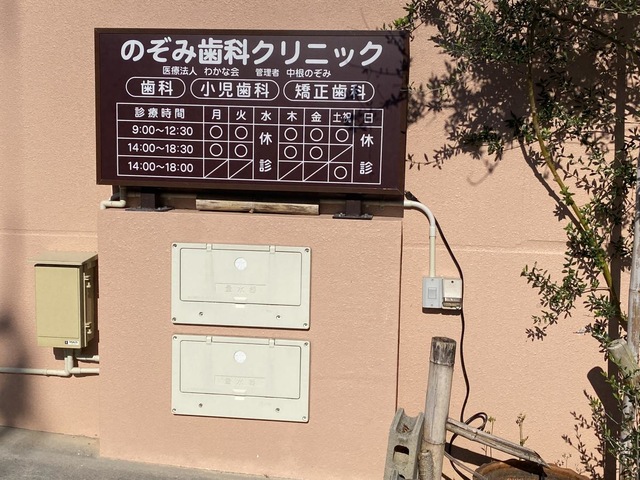 のぞみ歯科クリニック
医療法人 わかな会 管理者 中根のぞみ
歯科 小児歯科 矯正歯科
診療時間 月 火 水 木 金 土祝 日
9:00〜12:30 ○ ○ 休診 ○ ○ ○ 休診
14:00〜18:30 ○ ○ ○ ○ ／
14:00〜18:00 ／ ／ ／ ／ ○